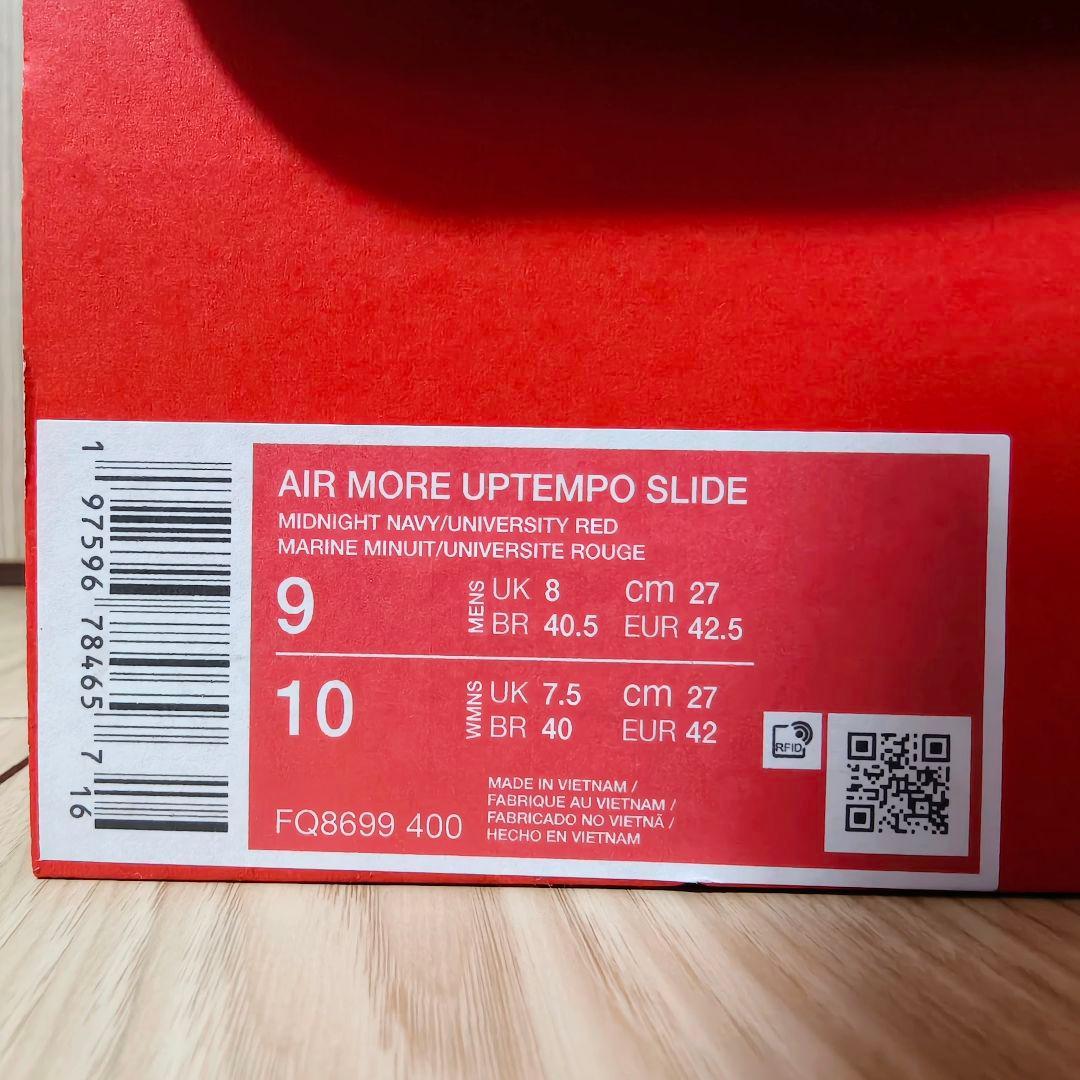 1 97596 78465 7 16
AIR MORE UPTEMPO SLIDE
MIDNIGHT NAVY/UNIVERSITY RED
MARINE MINUIT/UNIVERSITE ROUGE
9 MENS UK 8 cm 27
BR 40.5 EUR 42.5
10 WMNS UK 7.5 cm 27
BR 40 EUR 42
RFID
MADE IN VIETNAM /
FABRIQUE AU VIETNAM /
FABRICADO NO VIETNÃ /
HECHO EN VIETNAM
FQ8699 400